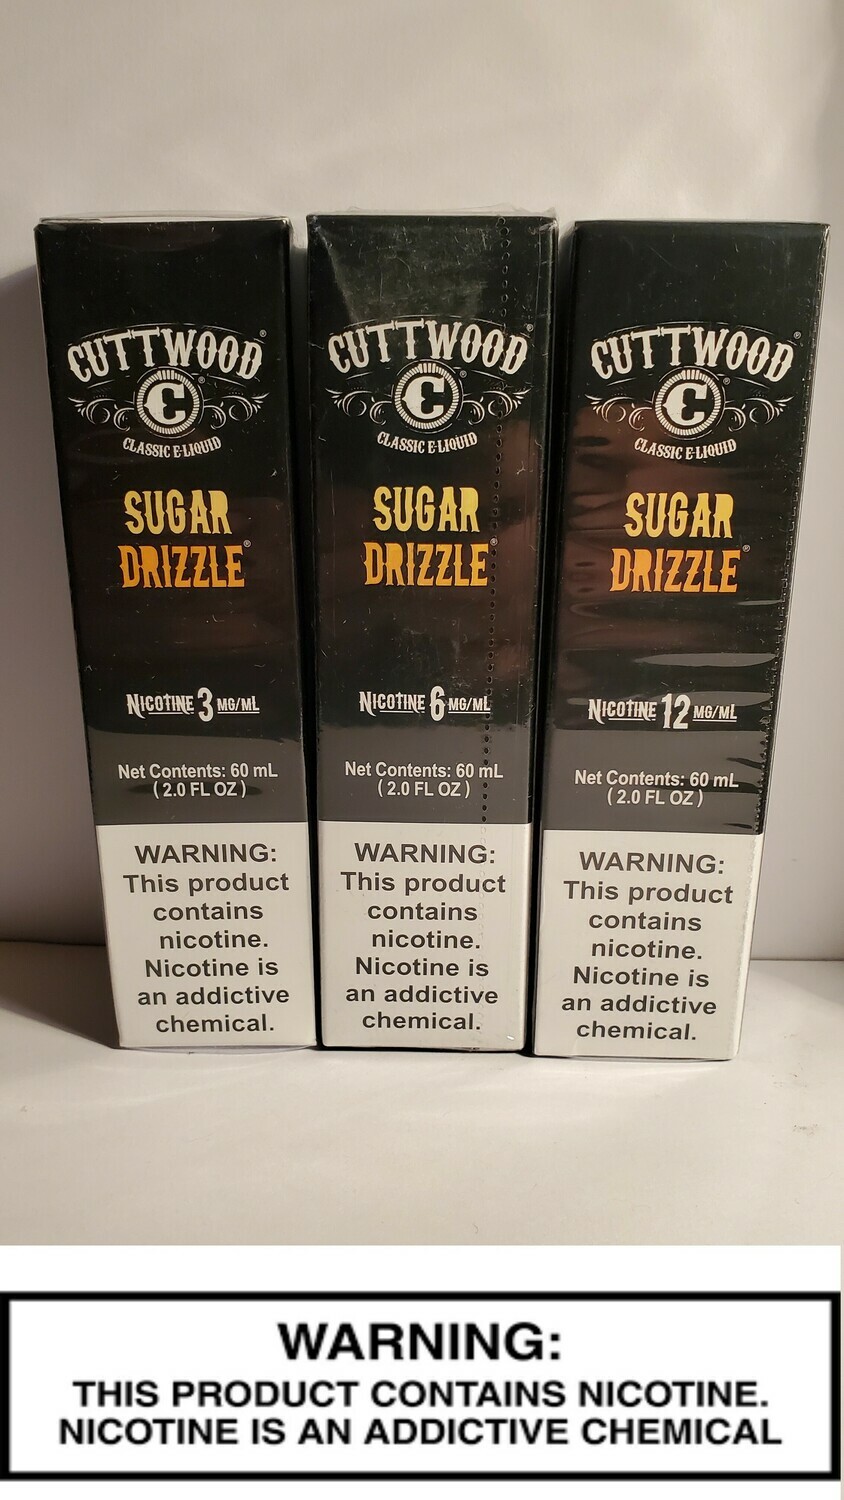 CUTTWOOD®
C®
CLASSIC E-LIQUID
SUGAR
DRIZZLE®
NICOTINE 3 MG/ML
Net Contents: 60 mL
( 2.0 FL OZ )
WARNING:
This product
contains
nicotine.
Nicotine is
an addictive
chemical.
CUTTWOOD®
C®
CLASSIC E-LIQUID
SUGAR
DRIZZLE®
NICOTINE 6 MG/ML
Net Contents: 60 mL
( 2.0 FL OZ )
WARNING:
This product
contains
nicotine.
Nicotine is
an addictive
chemical.
CUTTWOOD®
C®
CLASSIC E-LIQUID
SUGAR
DRIZZLE®
NICOTINE 12 MG/ML
Net Contents: 60 mL
( 2.0 FL OZ )
WARNING:
This product
contains
nicotine.
Nicotine is
an addictive
chemical.
WARNING:
THIS PRODUCT CONTAINS NICOTINE.
NICOTINE IS AN ADDICTIVE CHEMICAL